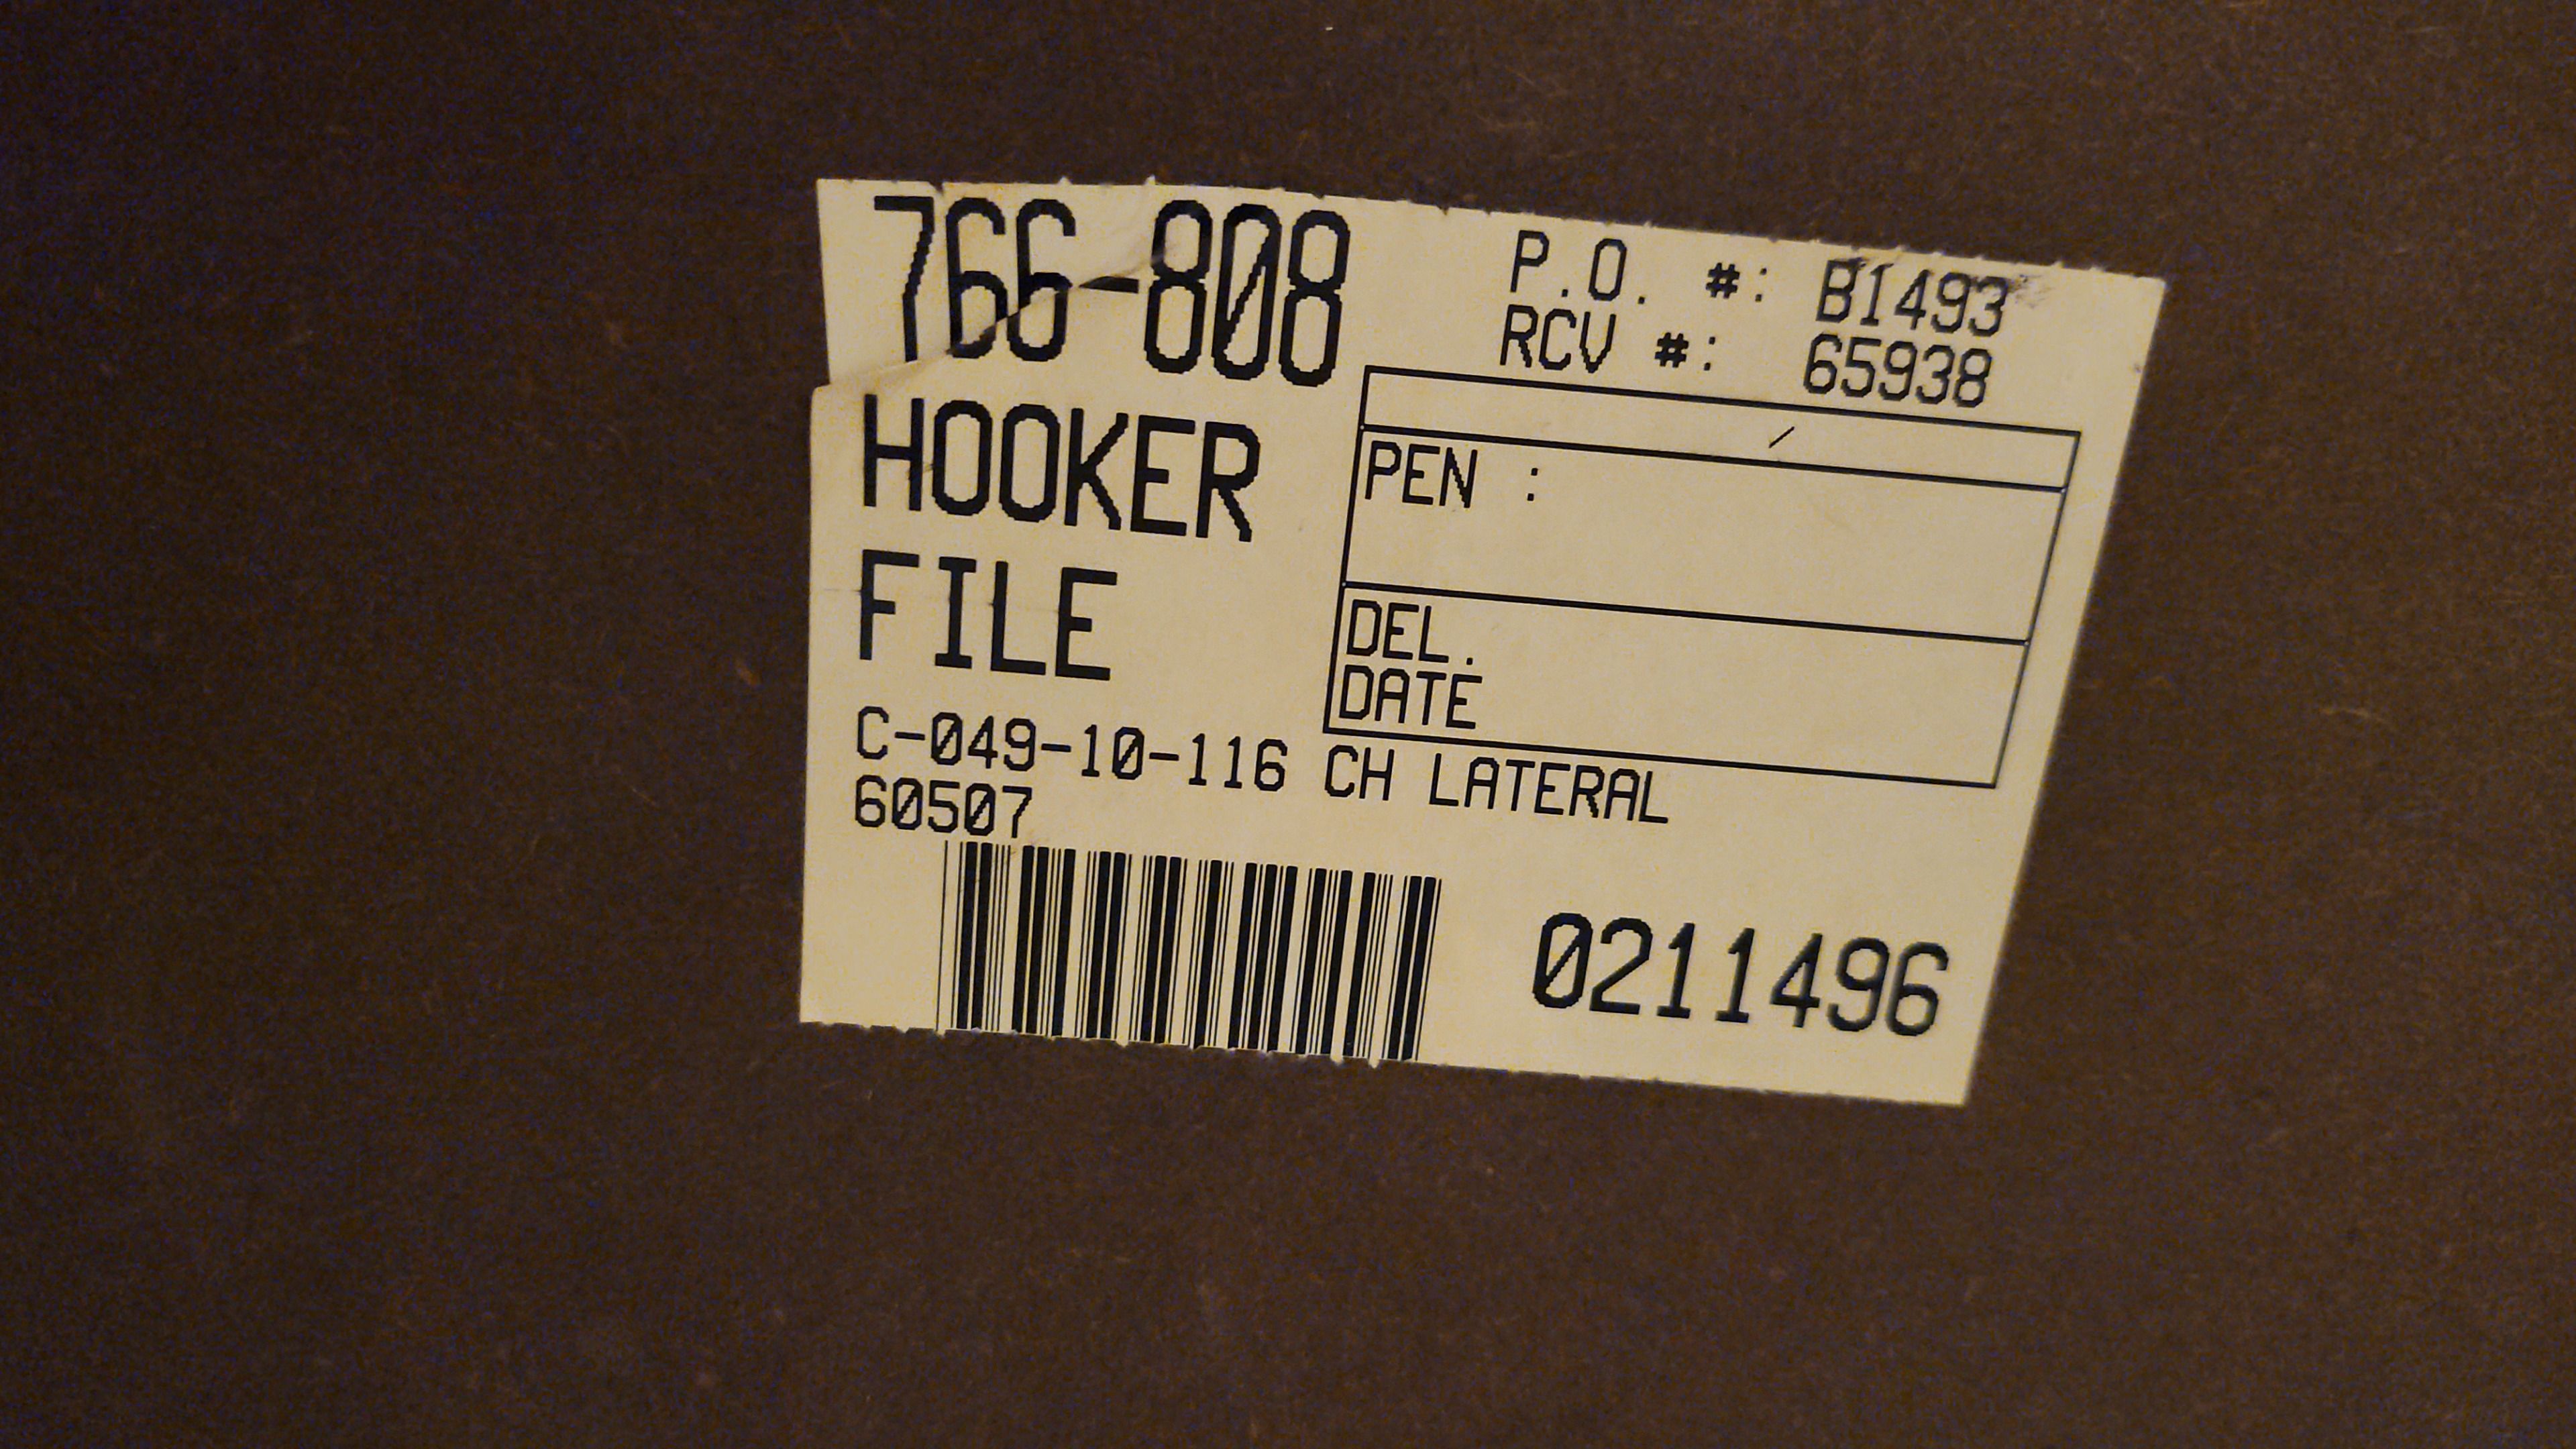 766-808
P.O. #: B1493
RCV #: 65938
HOOKER
PEN :
FILE
DEL.
DATE
C-049-10-116 CH LATERAL
60507
0211496